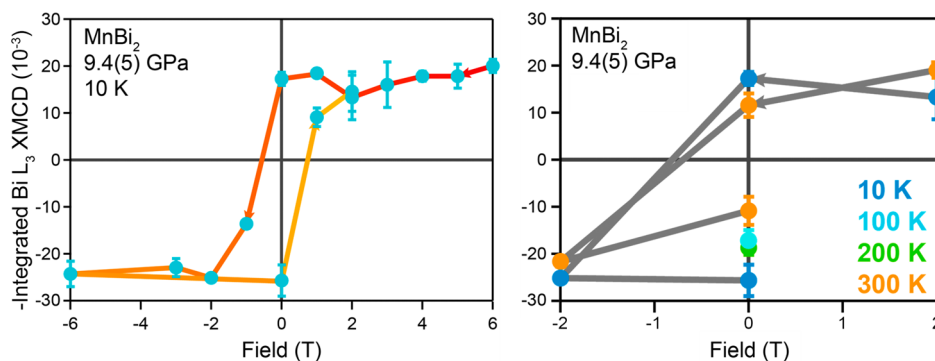 -Integrated Bi L₃ XMCD (10⁻³)
30
20
10
0
-10
-20
-30
MnBi₂
9.4(5) GPa
10 K
-6
-4
-2
0
2
4
6
Field (T)
30
20
10
0
-10
-20
-30
MnBi₂
9.4(5) GPa
10 K
100 K
200 K
300 K
-2
-1
0
1
2
Field (T)